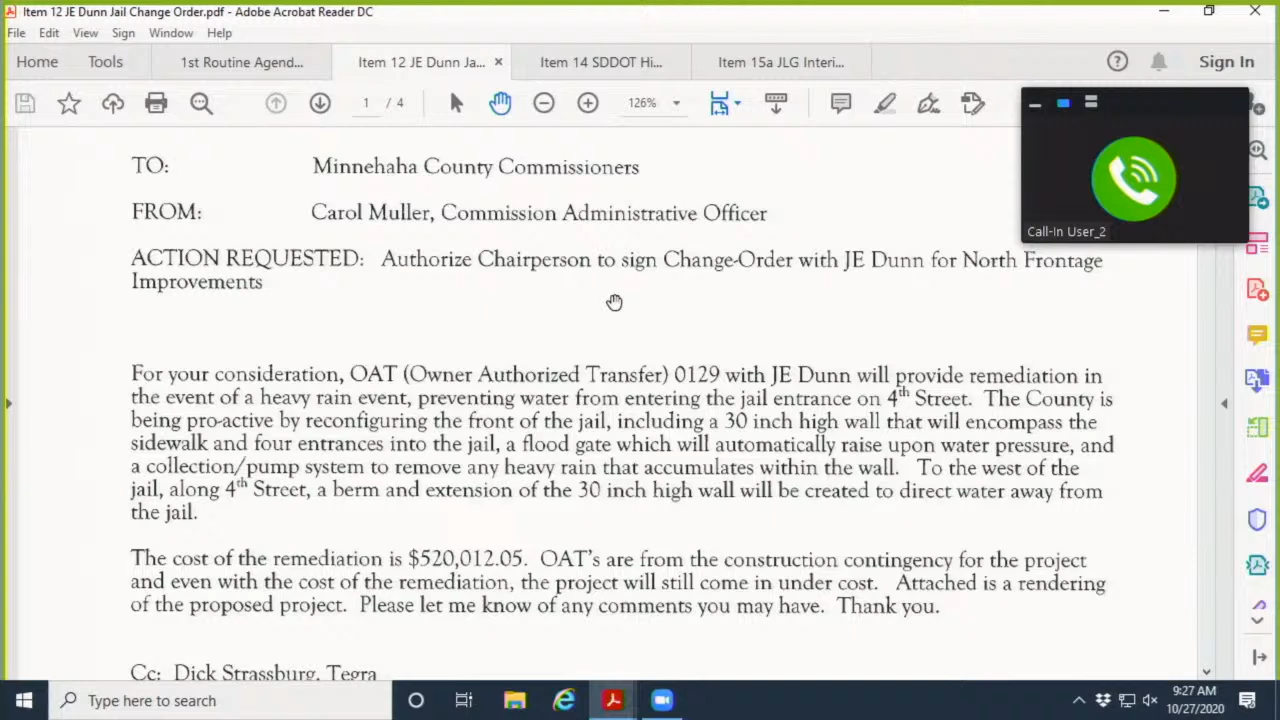 Item 12 JE Dunn Jail Change Order.pdf - Adobe Acrobat Reader DC
File Edit View Sign Window Help
Home Tools 1st Routine Agend... Item 12 JE Dunn Ja... × Item 14 SDDOT Hi... Item 15a JLG Interi... Sign In
1 / 4 126%
TO: Minnehaha County Commissioners
FROM: Carol Muller, Commission Administrative Officer
Call-In User_2
ACTION REQUESTED: Authorize Chairperson to sign Change-Order with JE Dunn for North Frontage
Improvements
For your consideration, OAT (Owner Authorized Transfer) 0129 with JE Dunn will provide remediation in
the event of a heavy rain event, preventing water from entering the jail entrance on 4th Street. The County is
being pro-active by reconfiguring the front of the jail, including a 30 inch high wall that will encompass the
sidewalk and four entrances into the jail, a flood gate which will automatically raise upon water pressure, and
a collection/pump system to remove any heavy rain that accumulates within the wall. To the west of the
jail, along 4th Street, a berm and extension of the 30 inch high wall will be created to direct water away from
the jail.
The cost of the remediation is $520,012.05. OAT's are from the construction contingency for the project
and even with the cost of the remediation, the project will still come in under cost. Attached is a rendering
of the proposed project. Please let me know of any comments you may have. Thank you.
Cc: Dick Strassburg, Tegra
Type here to search
9:27 AM
10/27/2020